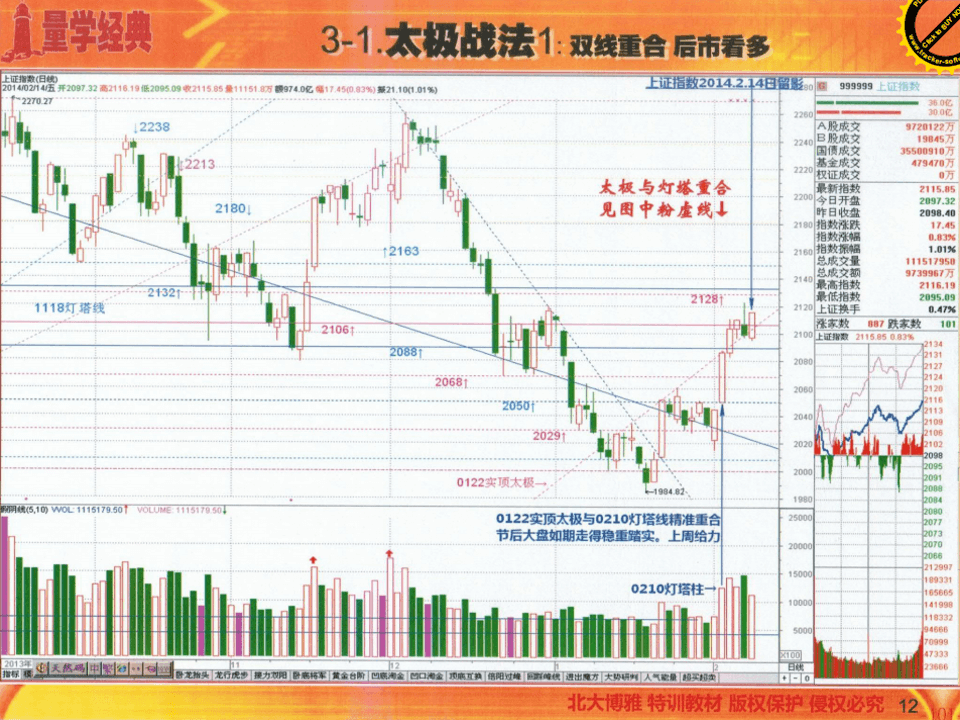 量学经典
3-1.太极战法1: 双线重合 后市看多
上证指数(日线)
上证指数2014.2.14日留影
2014/02/14/五 开2097.32 高2116.19 低2095.09 收2115.85 量11151.8万 额974.0亿 幅17.45(0.83%) 振21.10(1.01%)
2270.27
2238
2213
2180↓
↑2163
太极与灯塔重合
见图中粉虚线↓
2132↑
1118灯塔线
2128↑
2106↑
2088↑
2068↑
2050↑
2029↑
0122实顶太极→
←1984.82
0122实顶太极与0210灯塔线精准重合
节后大盘如期走得稳重踏实。上周给力
0210灯塔柱→
2280
2260
2240
2220
2200
2180
2160
2140
2120
2100
2080
2060
2040
2020
2000
1980
VVOL: 1115179.50↑ VOLUME: 1115179.50↓
25000
20000
15000
10000
5000
X100
2013年 11 12 2 日线
指标 卧龙抬头 龙行虎步 接力双阳 卧底将军 黄金台阶 凹底淘金 凹口淘金 顶底互换 倍阳过峰 回踩峰线 进出魔方 大势研判 人气能量 超买超卖
999999 上证指数
36.0亿
30.0亿
A股成交 9720122万
B股成交 19845万
国债成交 35500910万
基金成交 479470万
权证成交 0万
最新指数 2115.85
今日开盘 2097.32
昨日收盘 2098.40
指数涨跌 17.45
指数涨幅 0.83%
指数振幅 1.01%
总成交量 111517950
总成交额 9739967万
最高指数 2116.19
最低指数 2095.09
上证换手 0.47%
涨家数 887 跌家数 101
上证指数 2115.85 0.83%
2134
2131
2127
2124
2120
2116
2113
2109
2106
2102
2098
2095
2091
2088
2084
2080
2077
2073
2070
2066
212997
189331
165665
141998
118332
94666
70999
47333
23666
北大博雅 特训教材 版权保护 侵权必究 12